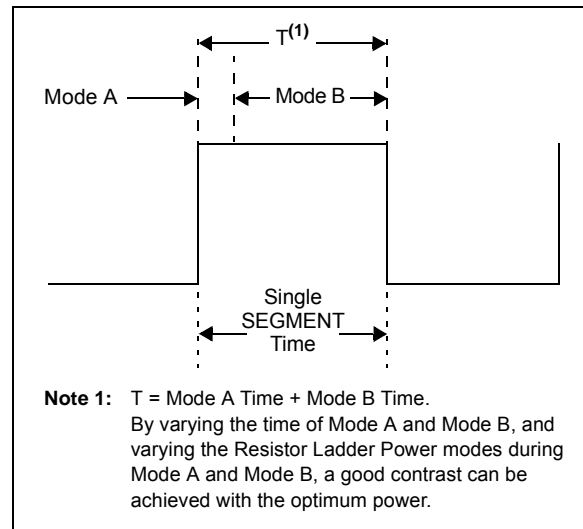 T(1)
Mode A
Mode B
Single
SEGMENT
Time
Note 1: T = Mode A Time + Mode B Time.
By varying the time of Mode A and Mode B, and
varying the Resistor Ladder Power modes during
Mode A and Mode B, a good contrast can be
achieved with the optimum power.